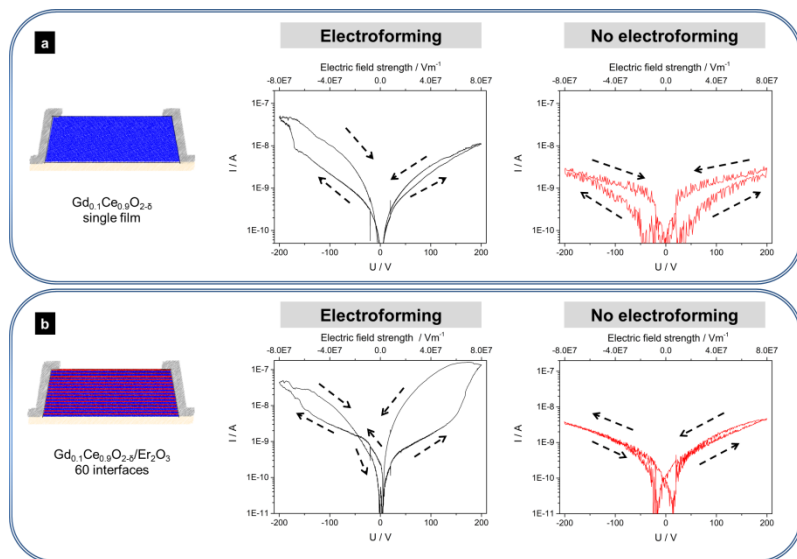 a
Electroforming
No electroforming
Electric field strength / Vm⁻¹
-8.0E7 -4.0E7 0.0 4.0E7 8.0E7
1E-7
1E-8
1E-9
1E-10
I / A
-200 -100 0 100 200
U / V
Electric field strength / Vm⁻¹
-8.0E7 -4.0E7 0.0 4.0E7 8.0E7
1E-7
1E-8
1E-9
1E-10
I / A
-200 -100 0 100 200
U / V
Gd₀.₁Ce₀.₉O₂₋δ
single film
b
Electroforming
No electroforming
Electric field strength / Vm⁻¹
-8.0E7 -4.0E7 0.0 4.0E7 8.0E7
1E-7
1E-8
1E-9
1E-10
1E-11
I / A
-200 -100 0 100 200
U / V
Electric field strength / Vm⁻¹
-8.0E7 -4.0E7 0.0 4.0E7 8.0E7
1E-7
1E-8
1E-9
1E-10
1E-11
I / A
-200 -100 0 100 200
U / V
Gd₀.₁Ce₀.₉O₂₋δ/Er₂O₃
60 interfaces